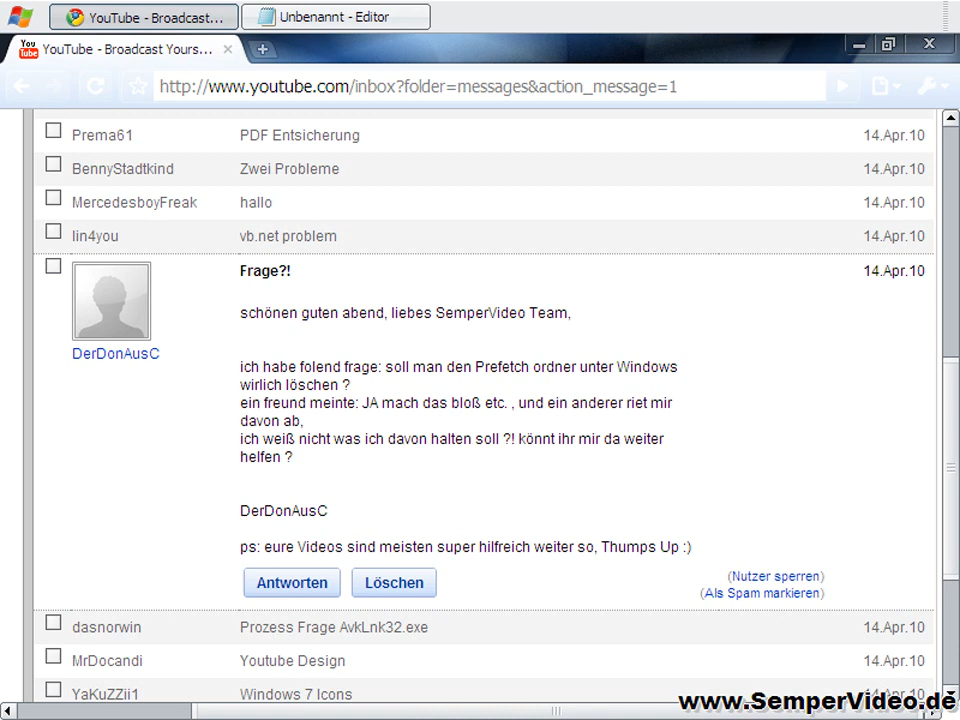 YouTube - Broadcast...
Unbenannt - Editor
You Tube YouTube - Broadcast Yours...
http://www.youtube.com/inbox?folder=messages&action_message=1
Prema61 PDF Entsicherung 14.Apr.10
BennyStadtkind Zwei Probleme 14.Apr.10
MercedesboyFreak hallo 14.Apr.10
lin4you vb.net problem 14.Apr.10
Frage?! 14.Apr.10
schönen guten abend, liebes SemperVideo Team,
DerDonAusC
ich habe folend frage: soll man den Prefetch ordner unter Windows
wirlich löschen ?
ein freund meinte: JA mach das bloß etc. , und ein anderer riet mir
davon ab,
ich weiß nicht was ich davon halten soll ?! könnt ihr mir da weiter
helfen ?
DerDonAusC
ps: eure Videos sind meisten super hilfreich weiter so, Thumps Up :)
Antworten Löschen
(Nutzer sperren)
(Als Spam markieren)
dasnorwin Prozess Frage AvkLnk32.exe 14.Apr.10
MrDocandi Youtube Design 14.Apr.10
YaKuZZii1 Windows 7 Icons 14.Apr.10
www.SemperVideo.de